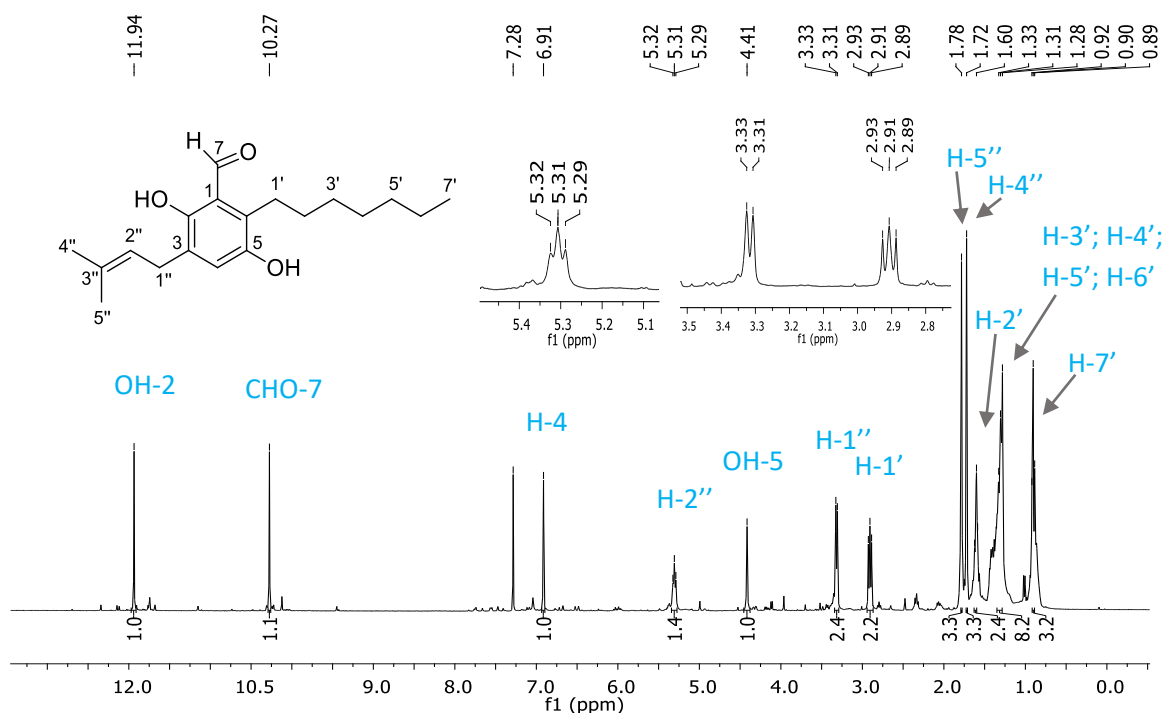 11.94 10.27 7.28 6.91 5.32 5.31 5.29 4.41 3.33 3.31 2.93 2.91 2.89 1.78 1.72 1.60 1.33 1.31 1.28 0.92 0.90 0.89
H 7 O
1 1' 3' 5' 7'
HO
4'' 2'' 3 5
3'' 1'' OH
5''
5.32 5.31 5.29
5.4 5.3 5.2 5.1
f1 (ppm)
3.33 3.31 2.93 2.91 2.89
3.5 3.4 3.3 3.2 3.1 3.0 2.9 2.8
f1 (ppm)
H-5''
H-4''
H-3'; H-4';
H-5'; H-6'
H-2'
H-7'
OH-2
CHO-7
H-4
H-2''
OH-5
H-1''
H-1'
1.0 1.1 1.0 1.4 1.0 2.4 2.2 3.3 3.3 2.4 8.2 3.2
12.0 10.5 9.0 8.0 7.0 6.0 5.0 4.0 3.0 2.0 1.0 0.0
f1 (ppm)